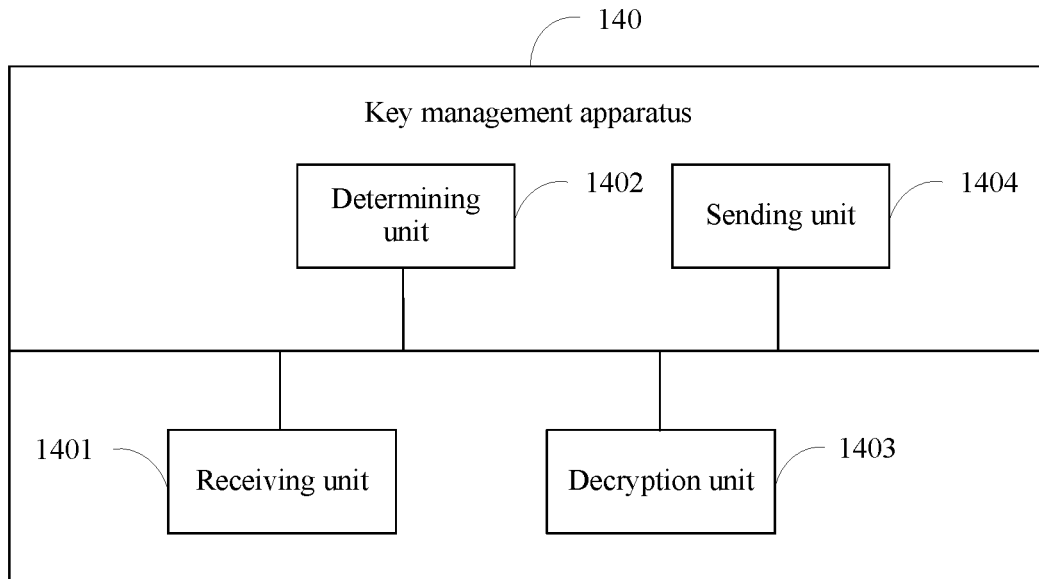 140
Key management apparatus
Determining
unit
1402
Sending unit
1404
1401
Receiving unit
Decryption unit
1403